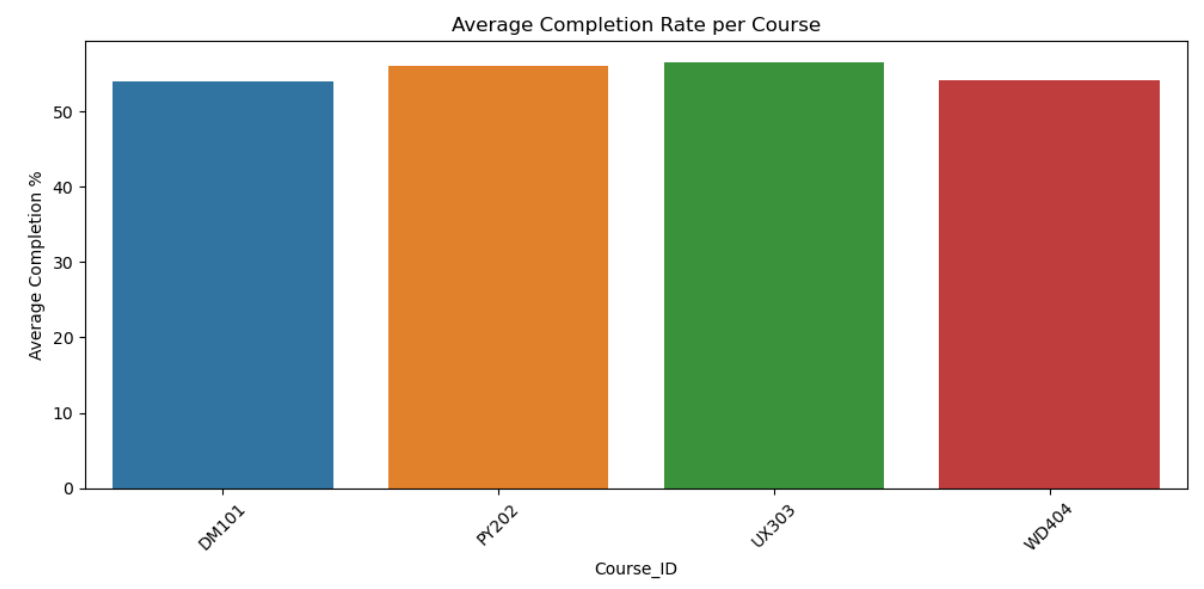 Average Completion Rate per Course
Average Completion %
50
40
30
20
10
0
DM101
PY202
UX303
WD404
Course_ID